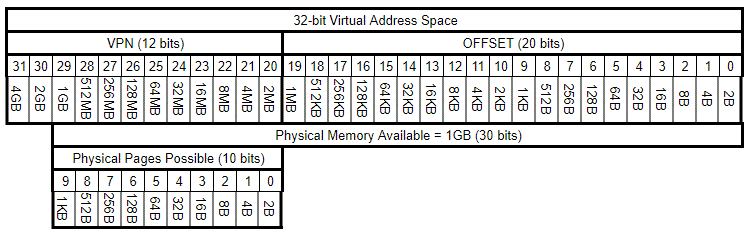 32-bit Virtual Address Space
VPN (12 bits) OFFSET (20 bits)
31 30 29 28 27 26 25 24 23 22 21 20 19 18 17 16 15 14 13 12 11 10 9 8 7 6 5 4 3 2 1 0
4GB 2GB 1GB 512MB 256MB 128MB 64MB 32MB 16MB 8MB 4MB 2MB 1MB 512KB 256KB 128KB 64KB 32KB 16KB 8KB 4KB 2KB 1KB 512B 256B 128B 64B 32B 16B 8B 4B 2B
Physical Memory Available = 1GB (30 bits)
Physical Pages Possible (10 bits)
9 8 7 6 5 4 3 2 1 0
1KB 512B 256B 128B 64B 32B 16B 8B 4B 2B